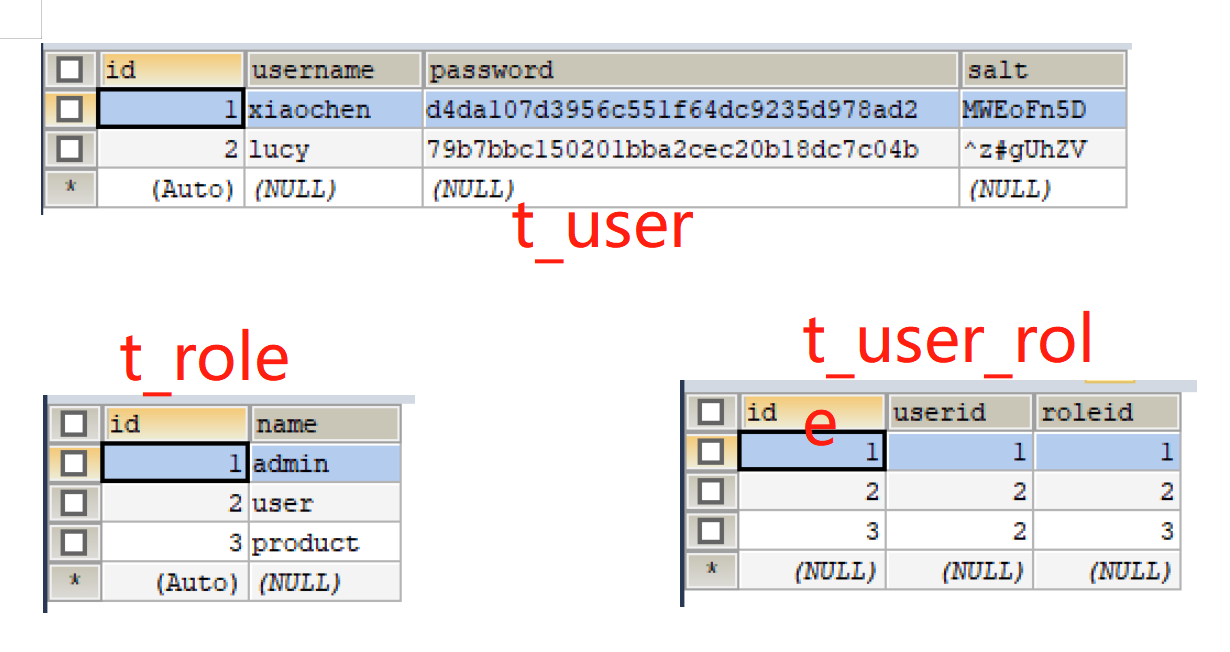 id username password salt
1 xiaochen d4da107d3956c551f64dc9235d978ad2 MWEoFn5D
2 lucy 79b7bbc150201bba2cec20b18dc7c04b ^z#gUhZV
* (Auto) (NULL) (NULL) (NULL)
t_user
t_role
id name
1 admin
2 user
3 product
* (Auto) (NULL)
t_user_rol
e
id userid roleid
1 1 1
2 2 2
3 2 3
* (NULL) (NULL) (NULL)